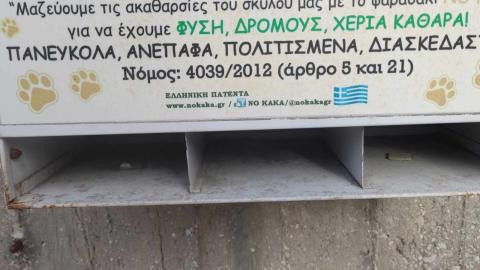 "Μαζεύουμε τις ακαθαρσίες του σκύλου μας με το φαρασάκι
για να έχουμε ΦΥΣΗ, ΔΡΟΜΟΥΣ, ΧΕΡΙΑ ΚΑΘΑΡΑ!
ΠΑΝΕΥΚΟΛΑ, ΑΝΕΠΑΦΑ, ΠΟΛΙΤΙΣΜΕΝΑ, ΔΙΑΣΚΕΔΑΣ
Νόμος: 4039/2012 (άρθρο 5 και 21)
ΕΛΛΗΝΙΚΗ ΠΑΤΕΝΤΑ
www.nokaka.gr / NO KAKA/@nokakagr